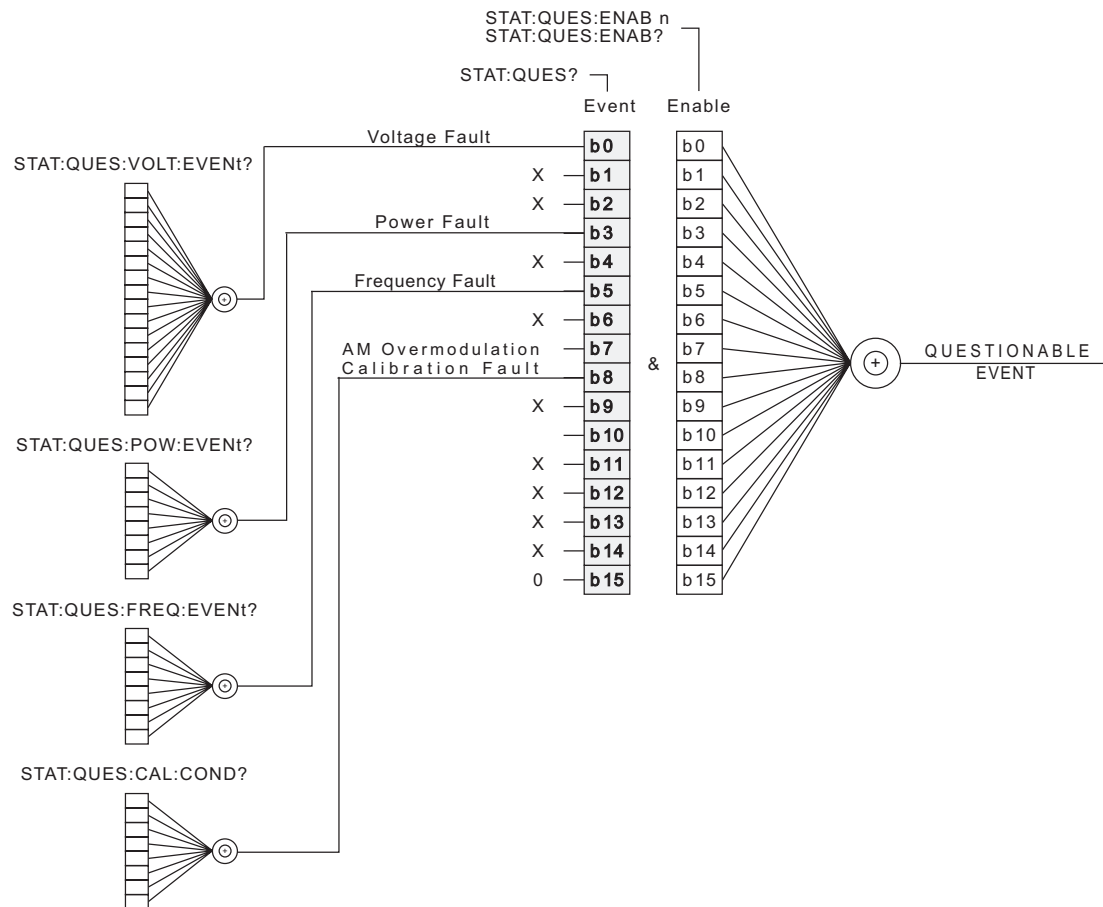 STAT:QUES:ENAB n
STAT:QUES:ENAB?
STAT:QUES?
Event Enable
Voltage Fault b0 b0
STAT:QUES:VOLT:EVENt?
X b1 b1
X b2 b2
Power Fault b3 b3
X b4 b4
Frequency Fault b5 b5
X b6 b6
AM Overmodulation b7 b7
&
Calibration Fault b8 b8
QUESTIONABLE
EVENT
X b9 b9
b10 b10
STAT:QUES:POW:EVENt?
X b11 b11
X b12 b12
X b13 b13
X b14 b14
0 b15 b15
STAT:QUES:FREQ:EVENt?
STAT:QUES:CAL:COND?